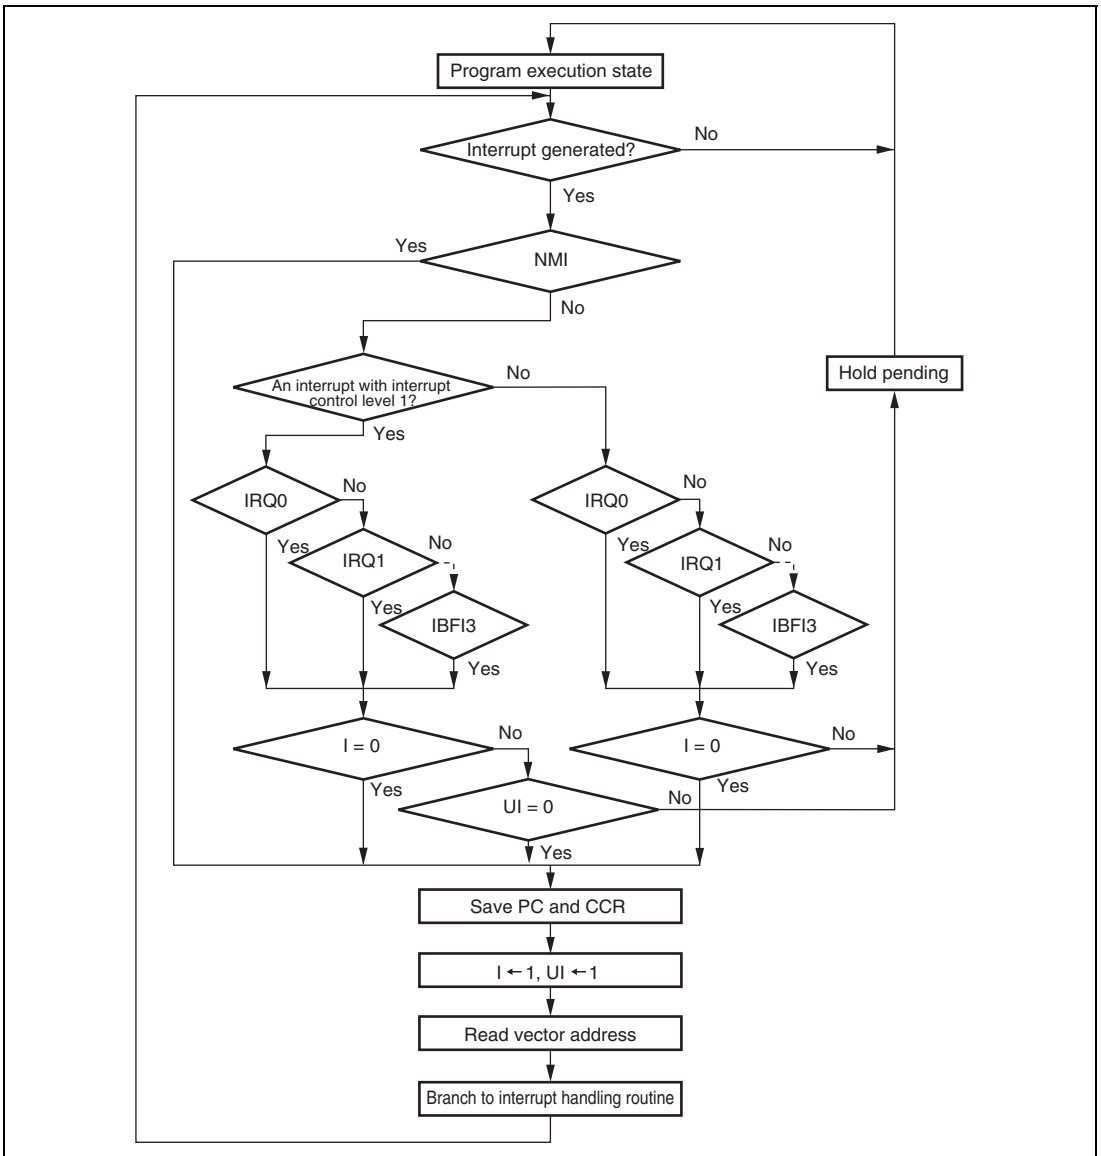 Program execution state
Interrupt generated?
No
Yes
Yes
NMI
No
Hold pending
An interrupt with interrupt
control level 1?
No
Yes
IRQ0
No
IRQ0
No
Yes
IRQ1
No
Yes
IRQ1
No
Yes
IBFI3
Yes
IBFI3
Yes
Yes
I = 0
No
I = 0
No
Yes
Yes
UI = 0
No
Yes
Save PC and CCR
I ← 1, UI ← 1
Read vector address
Branch to interrupt handling routine